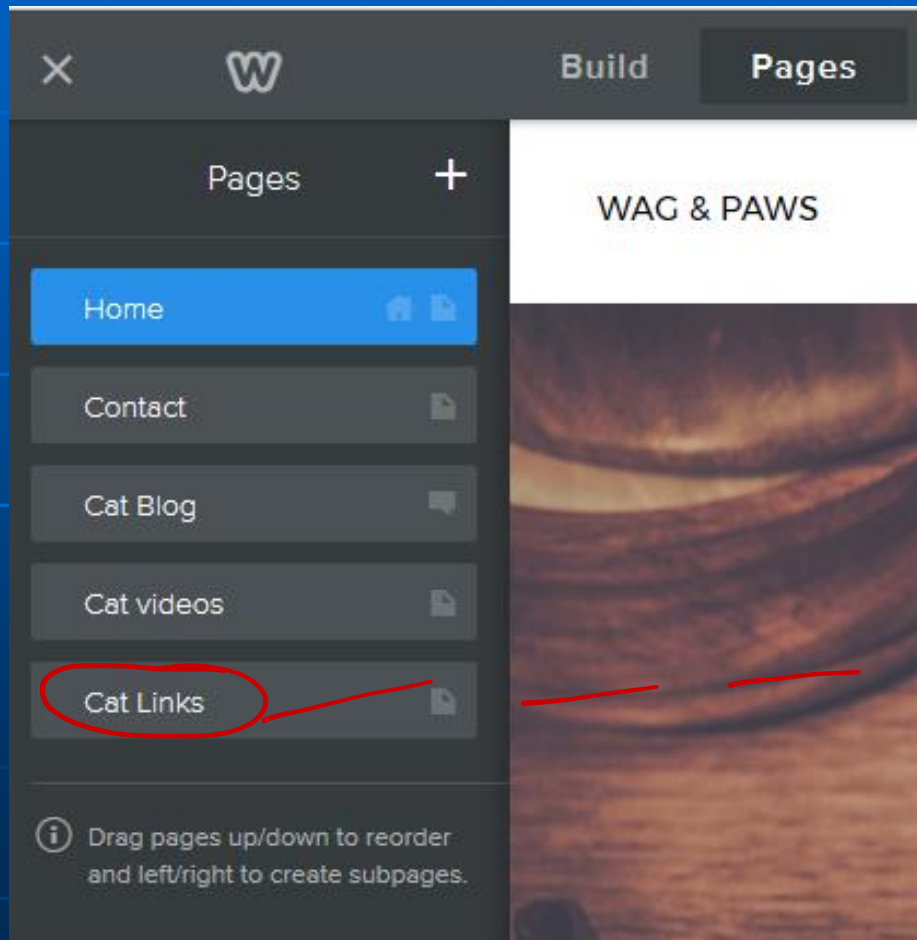 Build Pages
Pages +
WAG & PAWS
Home
Contact
Cat Blog
Cat videos
Cat Links
Drag pages up/down to reorder
and left/right to create subpages.